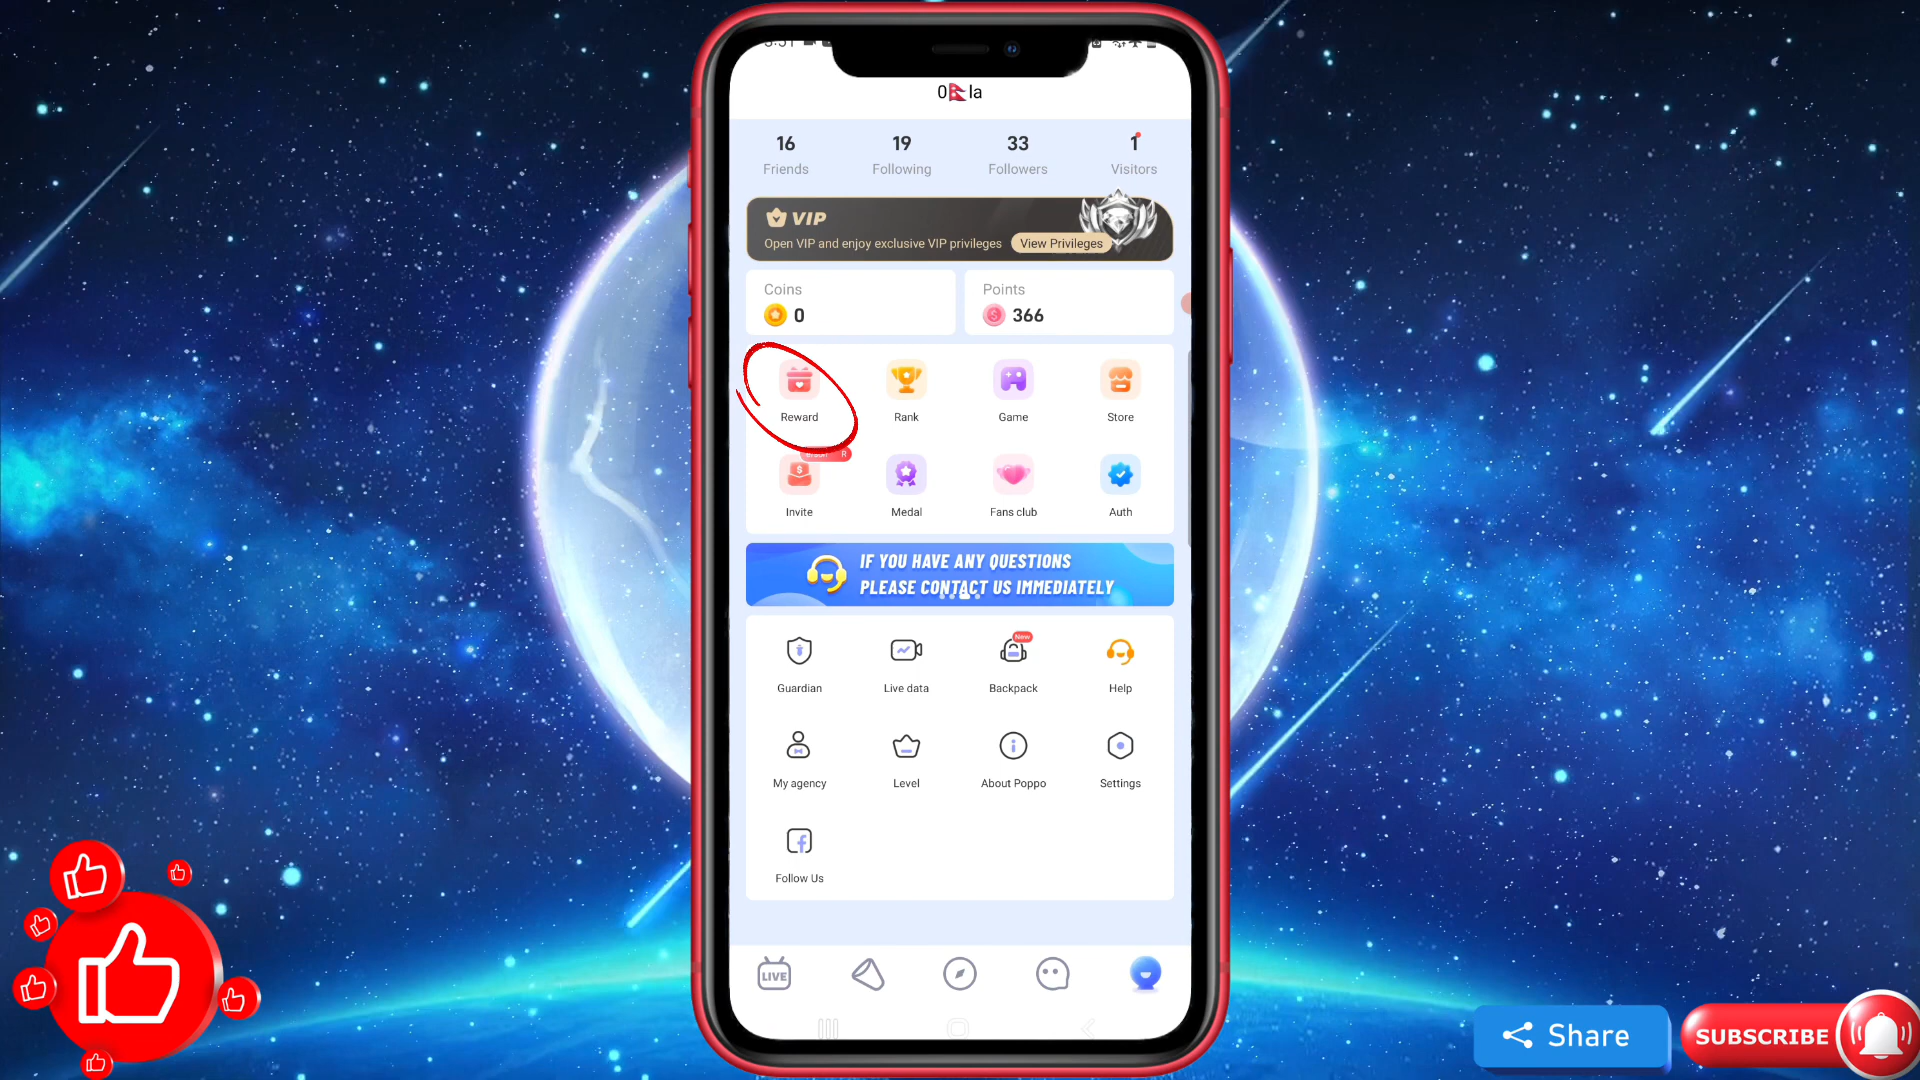 0🇳🇵la
16 19 33 1
Friends Following Followers Visitors
VIP
Open VIP and enjoy exclusive VIP privileges View Privileges
Coins Points
0 366
Reward Rank Game Store
Invite Medal Fans club Auth
IF YOU HAVE ANY QUESTIONS
PLEASE CONTACT US IMMEDIATELY
New
Guardian Live data Backpack Help
My agency Level About Poppo Settings
Follow Us
LIVE
Share
SUBSCRIBE